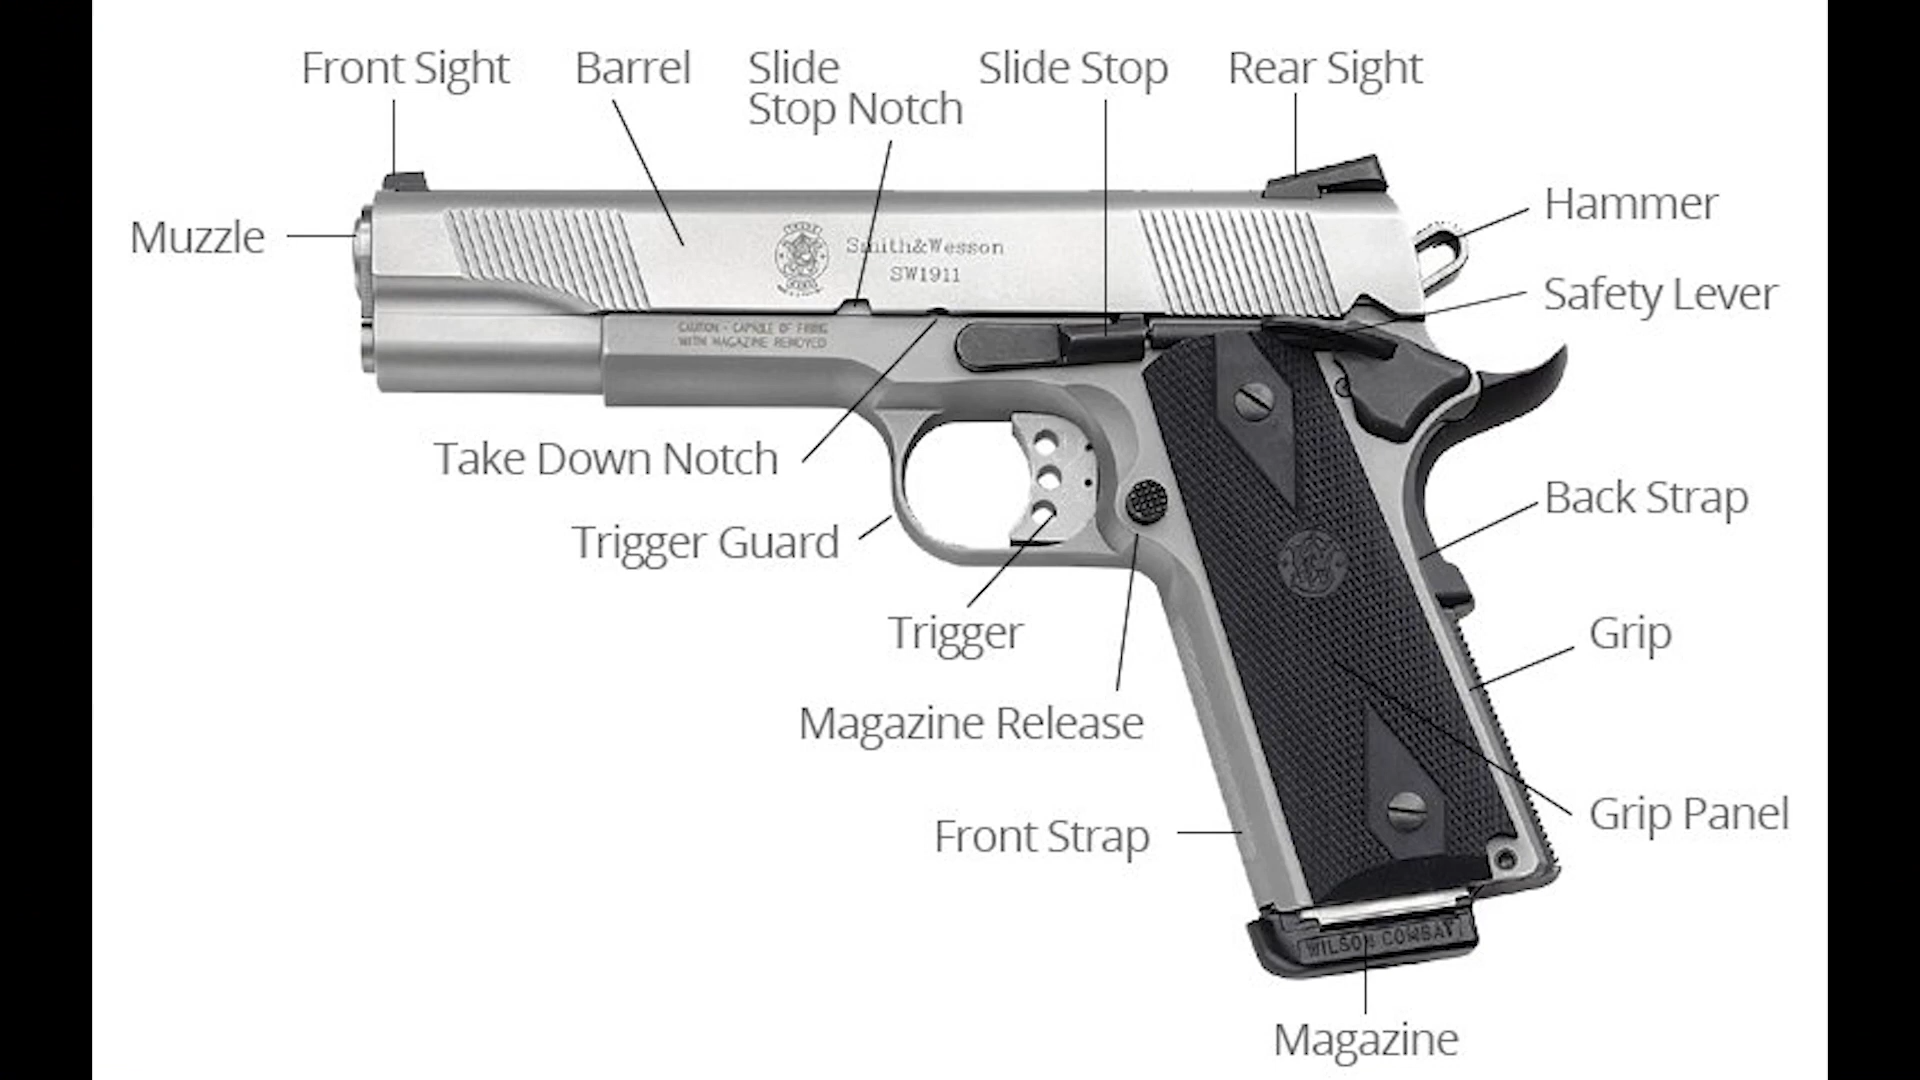 Front Sight
Barrel
Slide
Stop Notch
Slide Stop
Rear Sight
Muzzle
Hammer
Smith&Wesson
SW1911
Safety Lever
CAUTION - CAPABLE OF FIRING
WITH MAGAZINE REMOVED
Take Down Notch
Back Strap
Trigger Guard
Trigger
Grip
Magazine Release
Grip Panel
Front Strap
WILSON COMBAT
Magazine